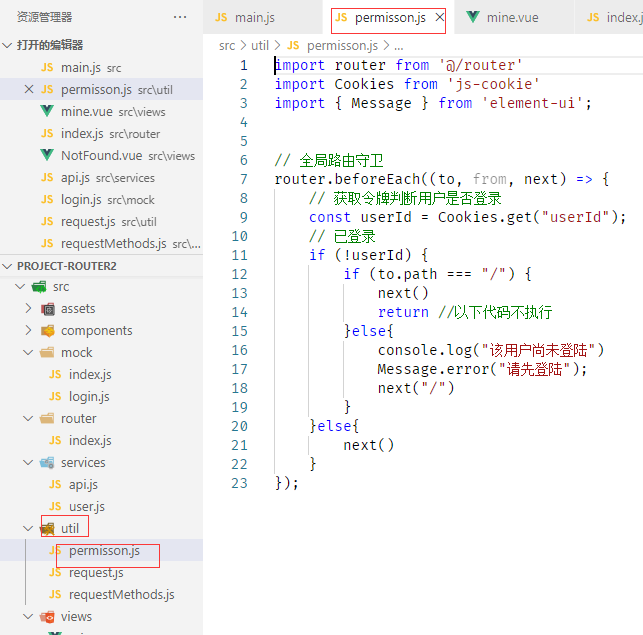 资源管理器
···
打开的编辑器
JS main.js src
× JS permisson.js src\util
mine.vue src\views
JS index.js src\router
NotFound.vue src\views
JS api.js src\services
JS login.js src\mock
JS request.js src\util
JS requestMethods.js src\...
PROJECT-ROUTER2
src
assets
components
mock
JS index.js
JS login.js
router
JS index.js
services
JS api.js
JS user.js
util
JS permisson.js
JS request.js
JS requestMethods.js
views
JS main.js
JS permisson.js ×
mine.vue
JS index.j
src > util > JS permisson.js > ...
1 import router from '@/router'
2 import Cookies from 'js-cookie'
3 import { Message } from 'element-ui';
4
5
6 // 全局路由守卫
7 router.beforeEach((to, from, next) => {
8 // 获取令牌判断用户是否登录
9 const userId = Cookies.get("userId");
10 // 已登录
11 if (!userId) {
12 if (to.path === "/") {
13 next()
14 return //以下代码不执行
15 }else{
16 console.log("该用户尚未登陆")
17 Message.error("请先登陆");
18 next("/")
19 }
20 }else{
21 next()
22 }
23 });